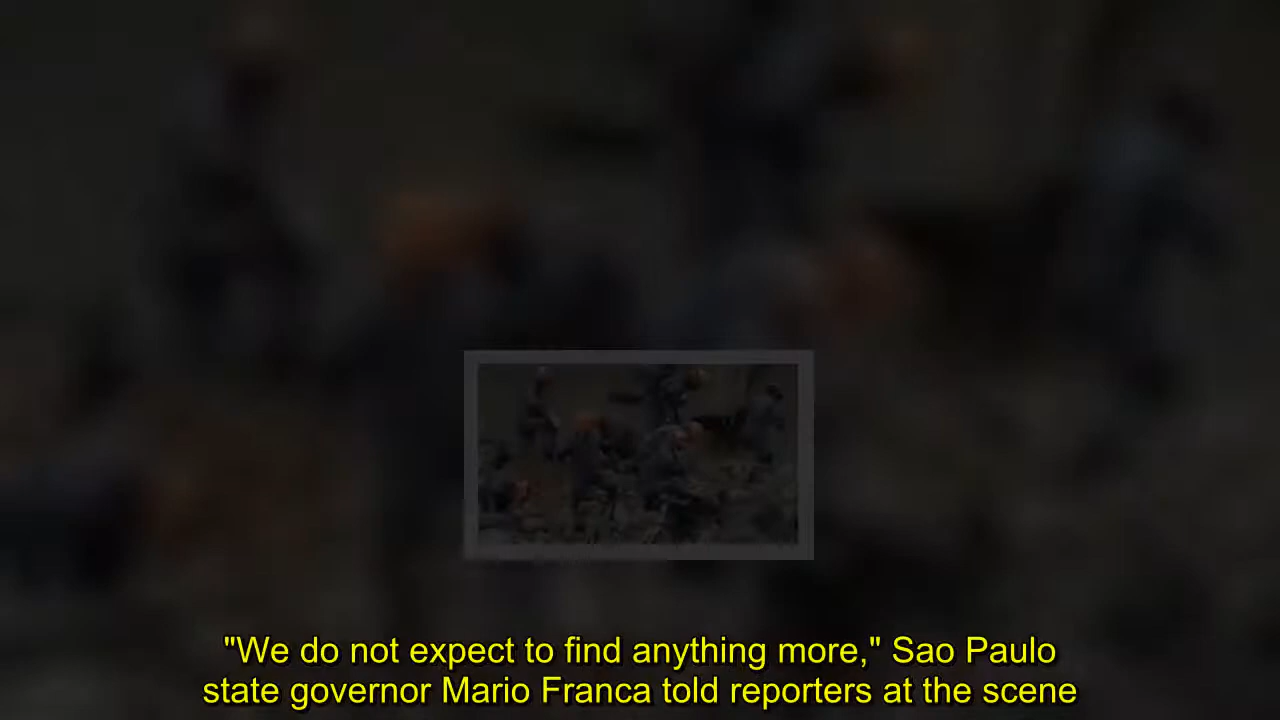 "We do not expect to find anything more," Sao Paulo
state governor Mario Franca told reporters at the scene